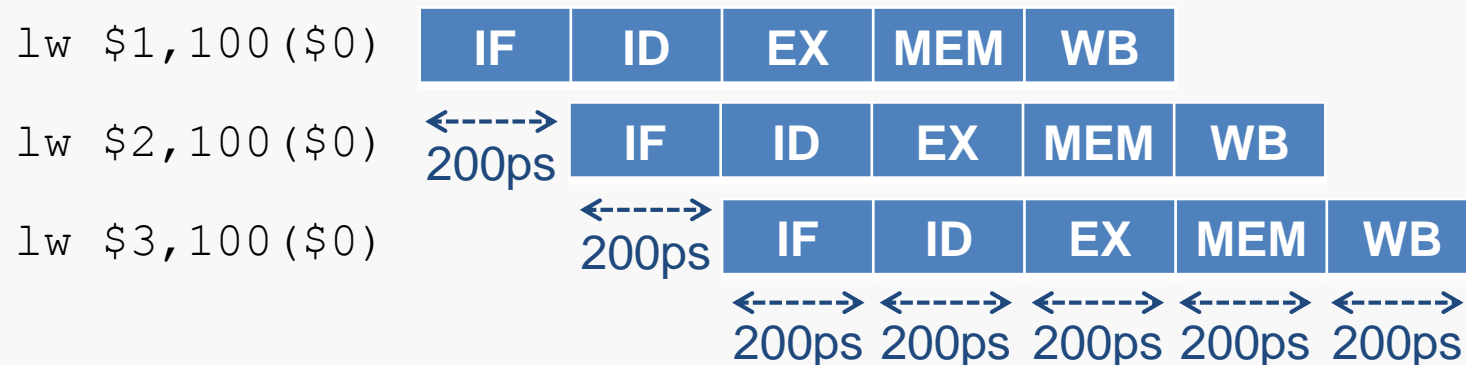 lw $1,100($0) IF ID EX MEM WB
lw $2,100($0) 200ps IF ID EX MEM WB
lw $3,100($0) 200ps IF ID EX MEM WB
200ps 200ps 200ps 200ps 200ps